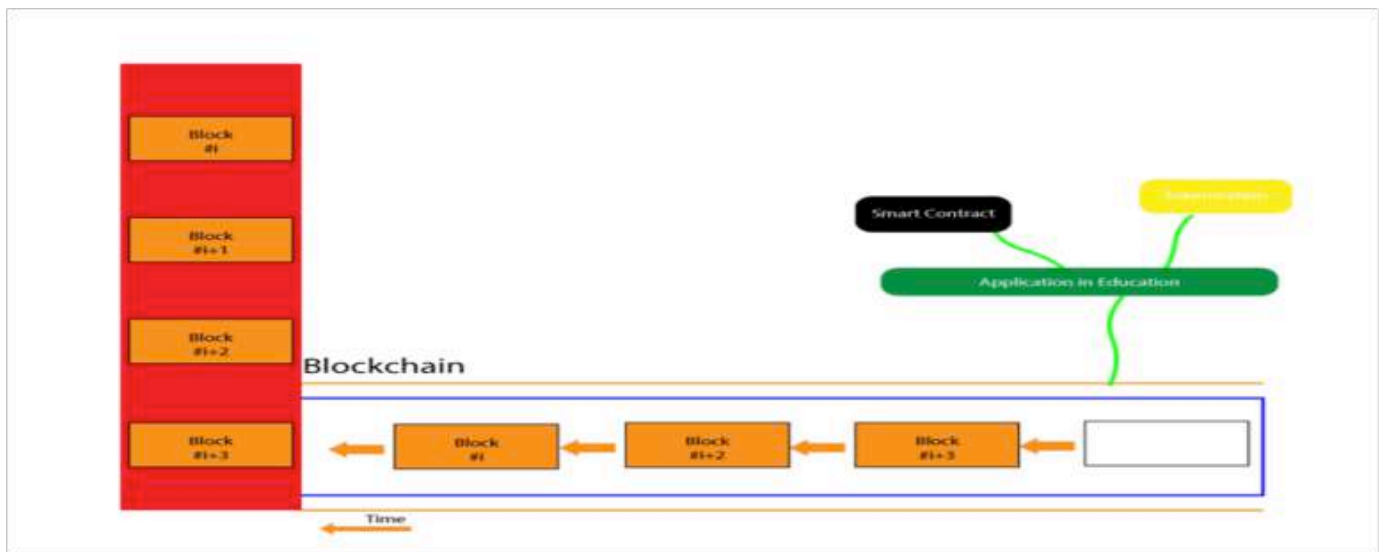 Block
#i
Block
#i+1
Block
#i+2
Block
#i+3
Smart Contract
Application in Education
Blockchain
Block
#i
Block
#i+2
Block
#i+3
Time